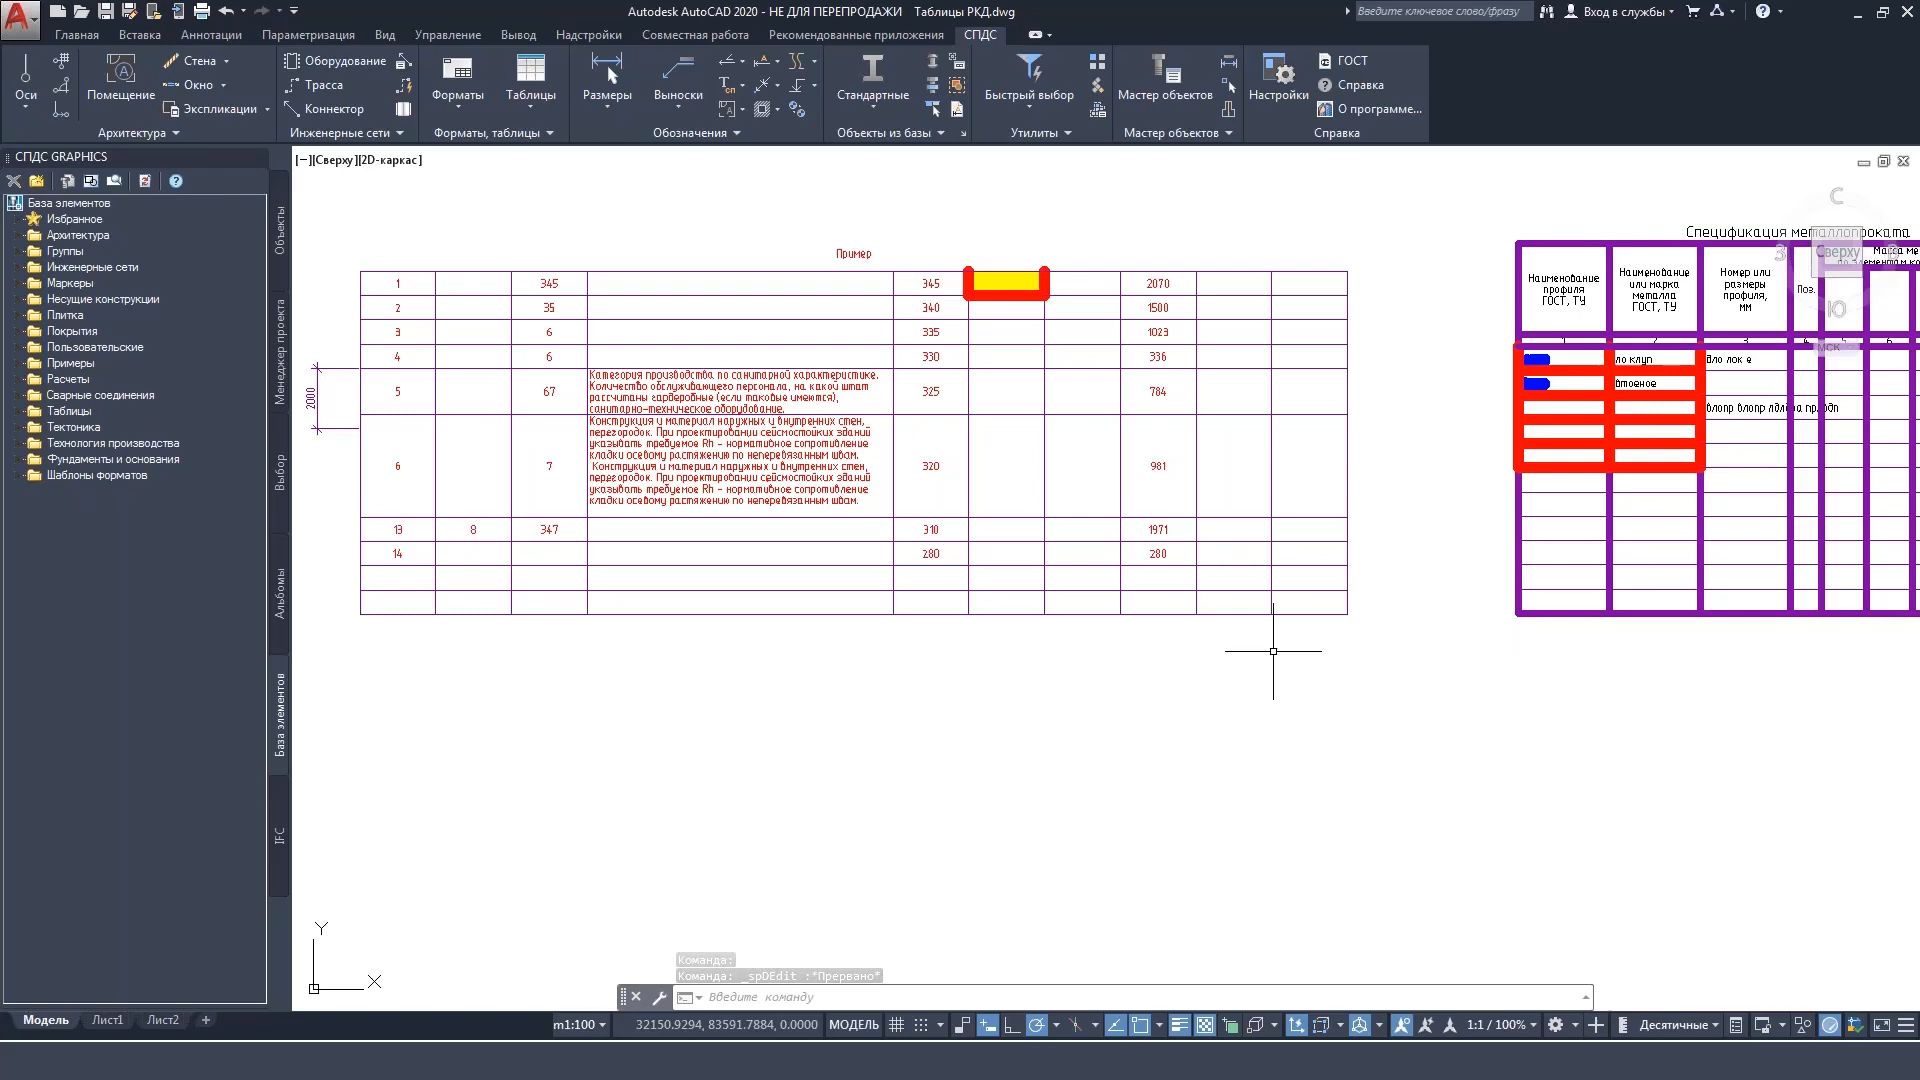 Autodesk AutoCAD 2020 - НЕ ДЛЯ ПЕРЕПРОДАЖИ Таблицы РКД.dwg
Введите ключевое слово/фразу
Вход в службы
Главная Вставка Аннотации Параметризация Вид Управление Вывод Надстройки Совместная работа Рекомендованные приложения СПДС
Оси
Помещение
Стена
Окно
Экспликации
Архитектура
Оборудование
Трасса
Коннектор
Инженерные сети
Форматы
Таблицы
Форматы, таблицы
Размеры
Выноски
Обозначения
Стандартные
Объекты из базы
Быстрый выбор
Утилиты
Мастер объектов
Мастер объектов
Настройки
ГОСТ
Справка
О программе...
Справка
СПДС GRAPHICS
База элементов
Избранное
Архитектура
Группы
Инженерные сети
Маркеры
Несущие конструкции
Плитка
Покрытия
Пользовательские
Примеры
Расчеты
Сварные соединения
Таблицы
Тектоника
Технология производства
Фундаменты и основания
Шаблоны форматов
Объекты
Менеджер проекта
Выбор
Альбомы
База элементов
IFC
[−][Сверху][2D-каркас]
Пример
1 345 345 2070
2 35 340 1500
3 6 335 1023
4 6 330 336
5 67
Категория производства по санитарной характеристике.
Количество обслуживающего персонала, на какой штат
рассчитаны гардеробные (если таковые имеются),
санитарно-техническое оборудование.
325 784
6 7
Конструкция и материал наружных и внутренних стен,
перегородок. При проектировании сейсмостойких зданий
указывать требуемое Rh - нормативное сопротивление
кладки осевому растяжению по неперевязанным швам.
Конструкция и материал наружных и внутренних стен,
перегородок. При проектировании сейсмостойких зданий
указывать требуемое Rh - нормативное сопротивление
кладки осевому растяжению по неперевязанным швам.
320 981
13 8 347 310 1971
14 280 280
2000
Спецификация металлопроката
Наименование
профиля
ГОСТ, ТУ
Наименование
или марка
металла
ГОСТ, ТУ
Номер или
размеры
профиля,
мм
Поз.
Масса ме
ло клуп
дло лок е
втоеное
С
З
Сверху
В
Ю
МСК
Y
X
Команда:
Команда: _spDEdit :*Прервано*
Введите команду
Модель Лист1 Лист2 +
m1:100
32150.9294, 83591.7884, 0.0000 МОДЕЛЬ
1:1 / 100%
Десятичные